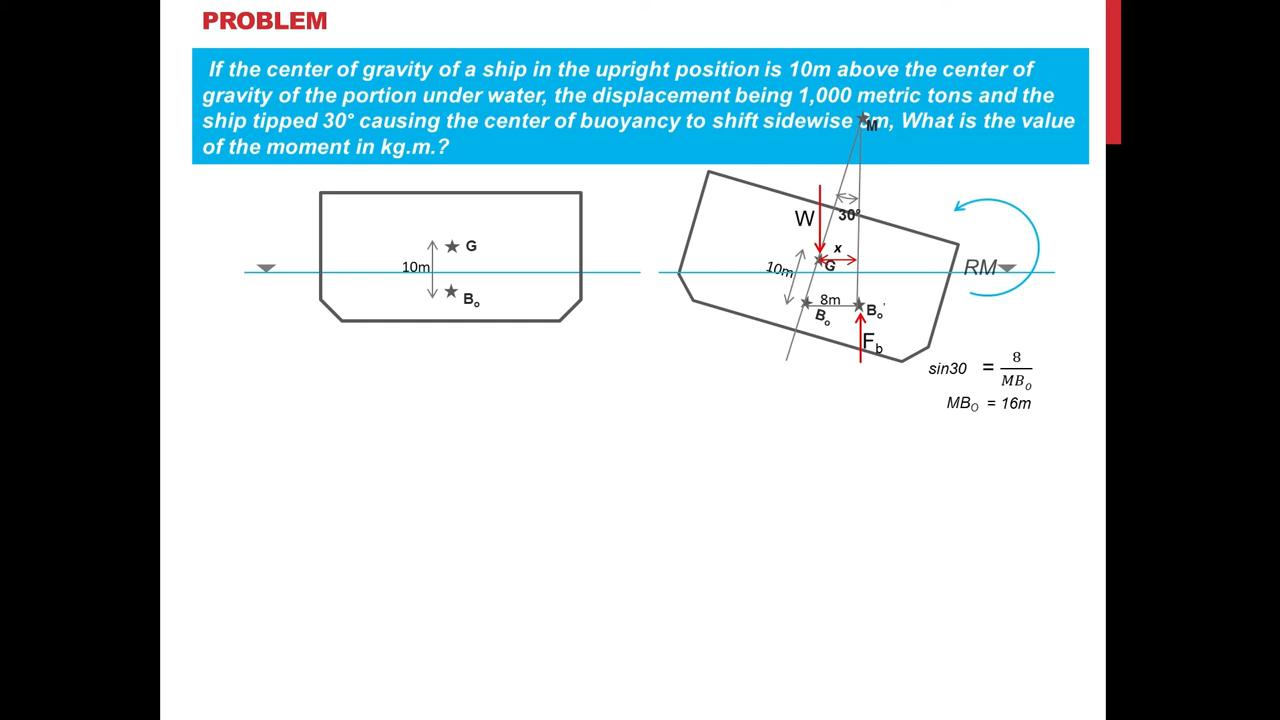 PROBLEM
If the center of gravity of a ship in the upright position is 10m above the center of
gravity of the portion under water, the displacement being 1,000 metric tons and the
ship tipped 30° causing the center of buoyancy to shift sidewise m, What is the value
of the moment in kg.m.?
M
W
30°
G
10m
Bo
x
G
10m
RM
8m
Bo
Bo'
Fb
sin30 = 8/MBo
MBO = 16m